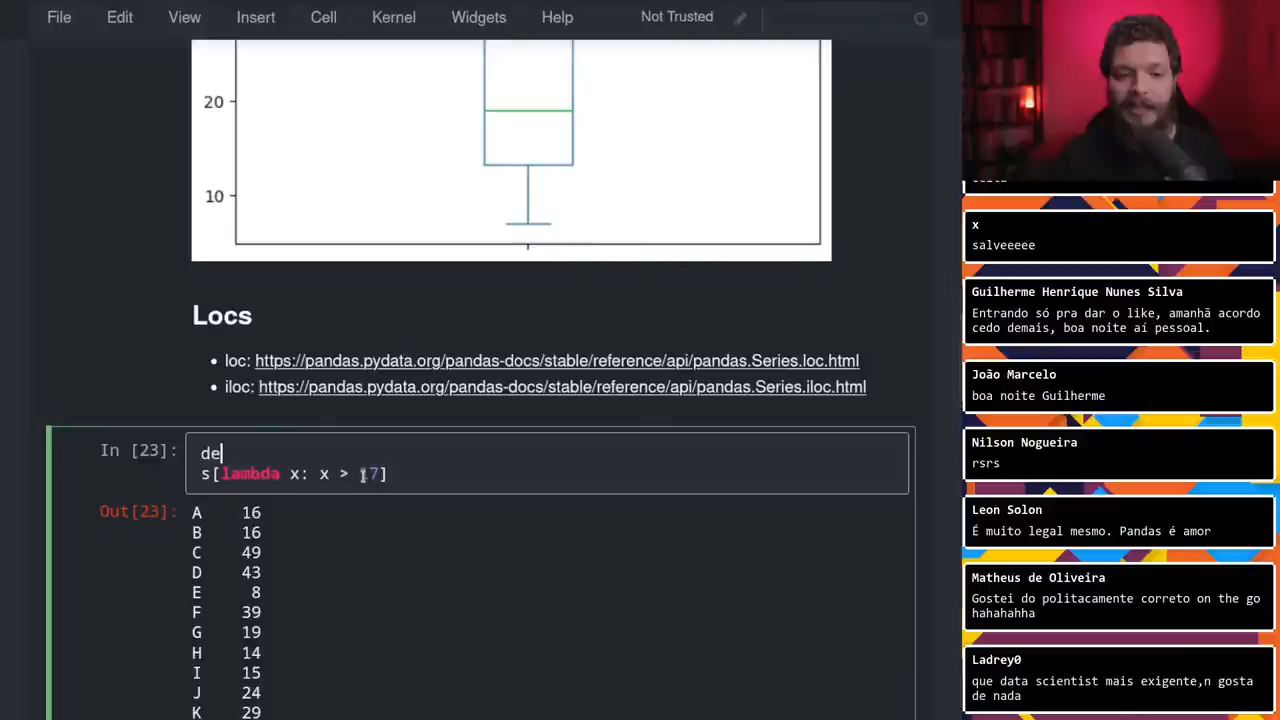 File Edit View Insert Cell Kernel Widgets Help Not Trusted
20
10
Locs
loc: https://pandas.pydata.org/pandas-docs/stable/reference/api/pandas.Series.loc.html
iloc: https://pandas.pydata.org/pandas-docs/stable/reference/api/pandas.Series.iloc.html
In [23]:
de
s[lambda x: x > 17]
Out[23]:
A 16
B 16
C 49
D 43
E 8
F 39
G 19
H 14
I 15
J 24
K 29
x
salveeeee
Guilherme Henrique Nunes Silva
Entrando só pra dar o like, amanhã acordo
cedo demais, boa noite aí pessoal.
João Marcelo
boa noite Guilherme
Nilson Nogueira
rsrs
Leon Solon
É muito legal mesmo. Pandas é amor
Matheus de Oliveira
Gostei do politacamente correto on the go
hahahahha
Ladrey0
que data scientist mais exigente,n gosta
de nada